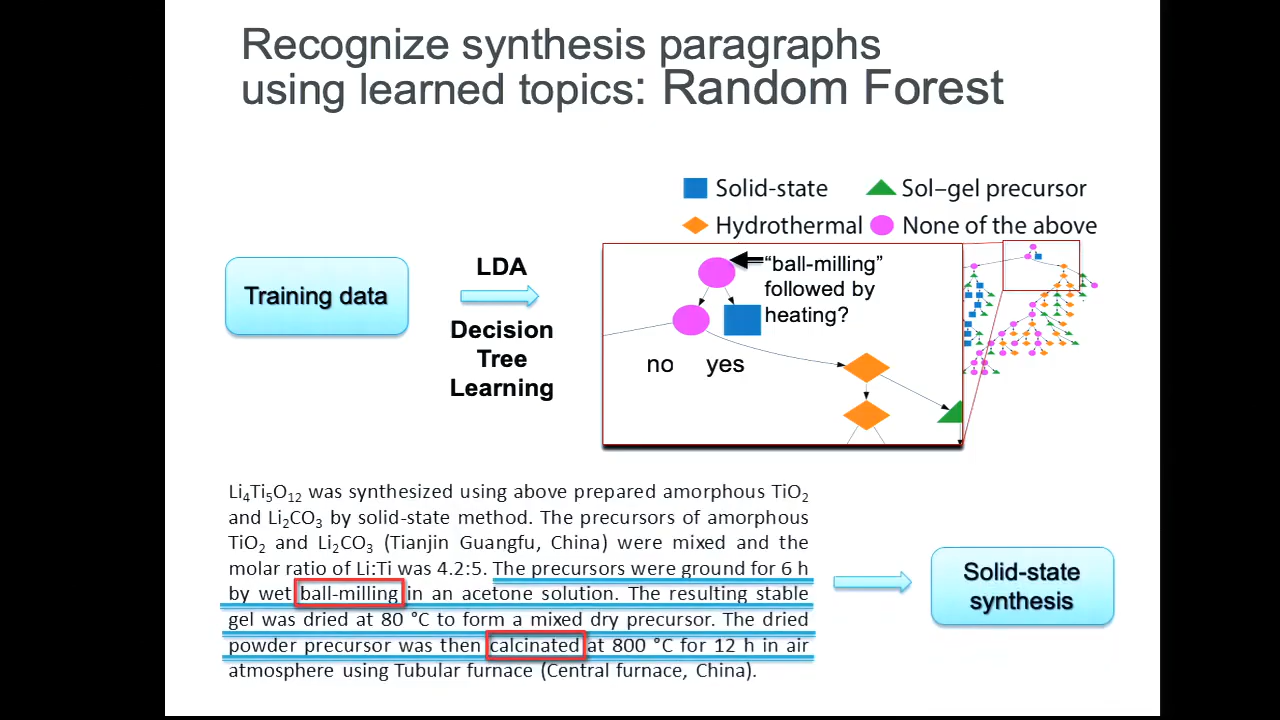 Recognize synthesis paragraphs
using learned topics: Random Forest
Solid-state
Sol–gel precursor
Hydrothermal
None of the above
Training data
LDA
Decision
Tree
Learning
“ball-milling”
followed by
heating?
no yes
Li₄Ti₅O₁₂ was synthesized using above prepared amorphous TiO₂
and Li₂CO₃ by solid-state method. The precursors of amorphous
TiO₂ and Li₂CO₃ (Tianjin Guangfu, China) were mixed and the
molar ratio of Li:Ti was 4.2:5. The precursors were ground for 6 h
by wet ball-milling in an acetone solution. The resulting stable
gel was dried at 80 °C to form a mixed dry precursor. The dried
powder precursor was then calcinated at 800 °C for 12 h in air
atmosphere using Tubular furnace (Central furnace, China).
Solid-state
synthesis